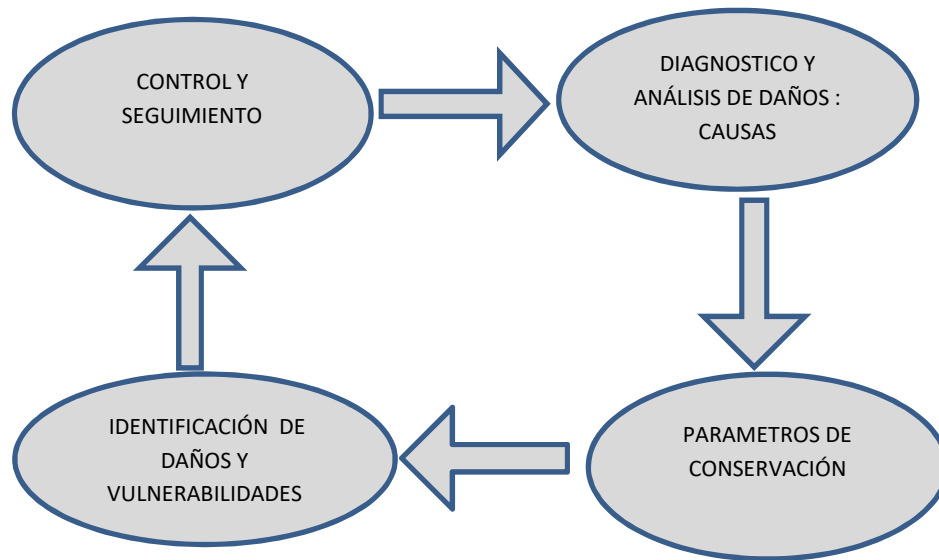 CONTROL Y
SEGUIMIENTO
DIAGNOSTICO Y
ANÁLISIS DE DAÑOS :
CAUSAS
IDENTIFICACIÓN  DE
DAÑOS Y
VULNERABILIDADES
PARAMETROS DE
CONSERVACIÓN